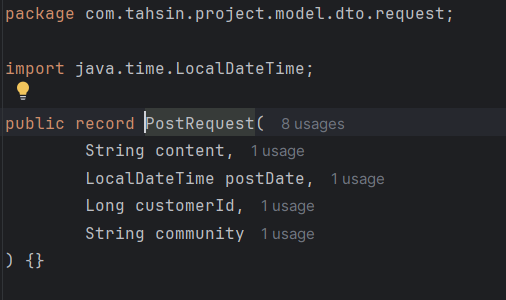 package com.tahsin.project.model.dto.request;
import java.time.LocalDateTime;
public record PostRequest( 8 usages
String content, 1 usage
LocalDateTime postDate, 1 usage
Long customerId, 1 usage
String community 1 usage
) {}